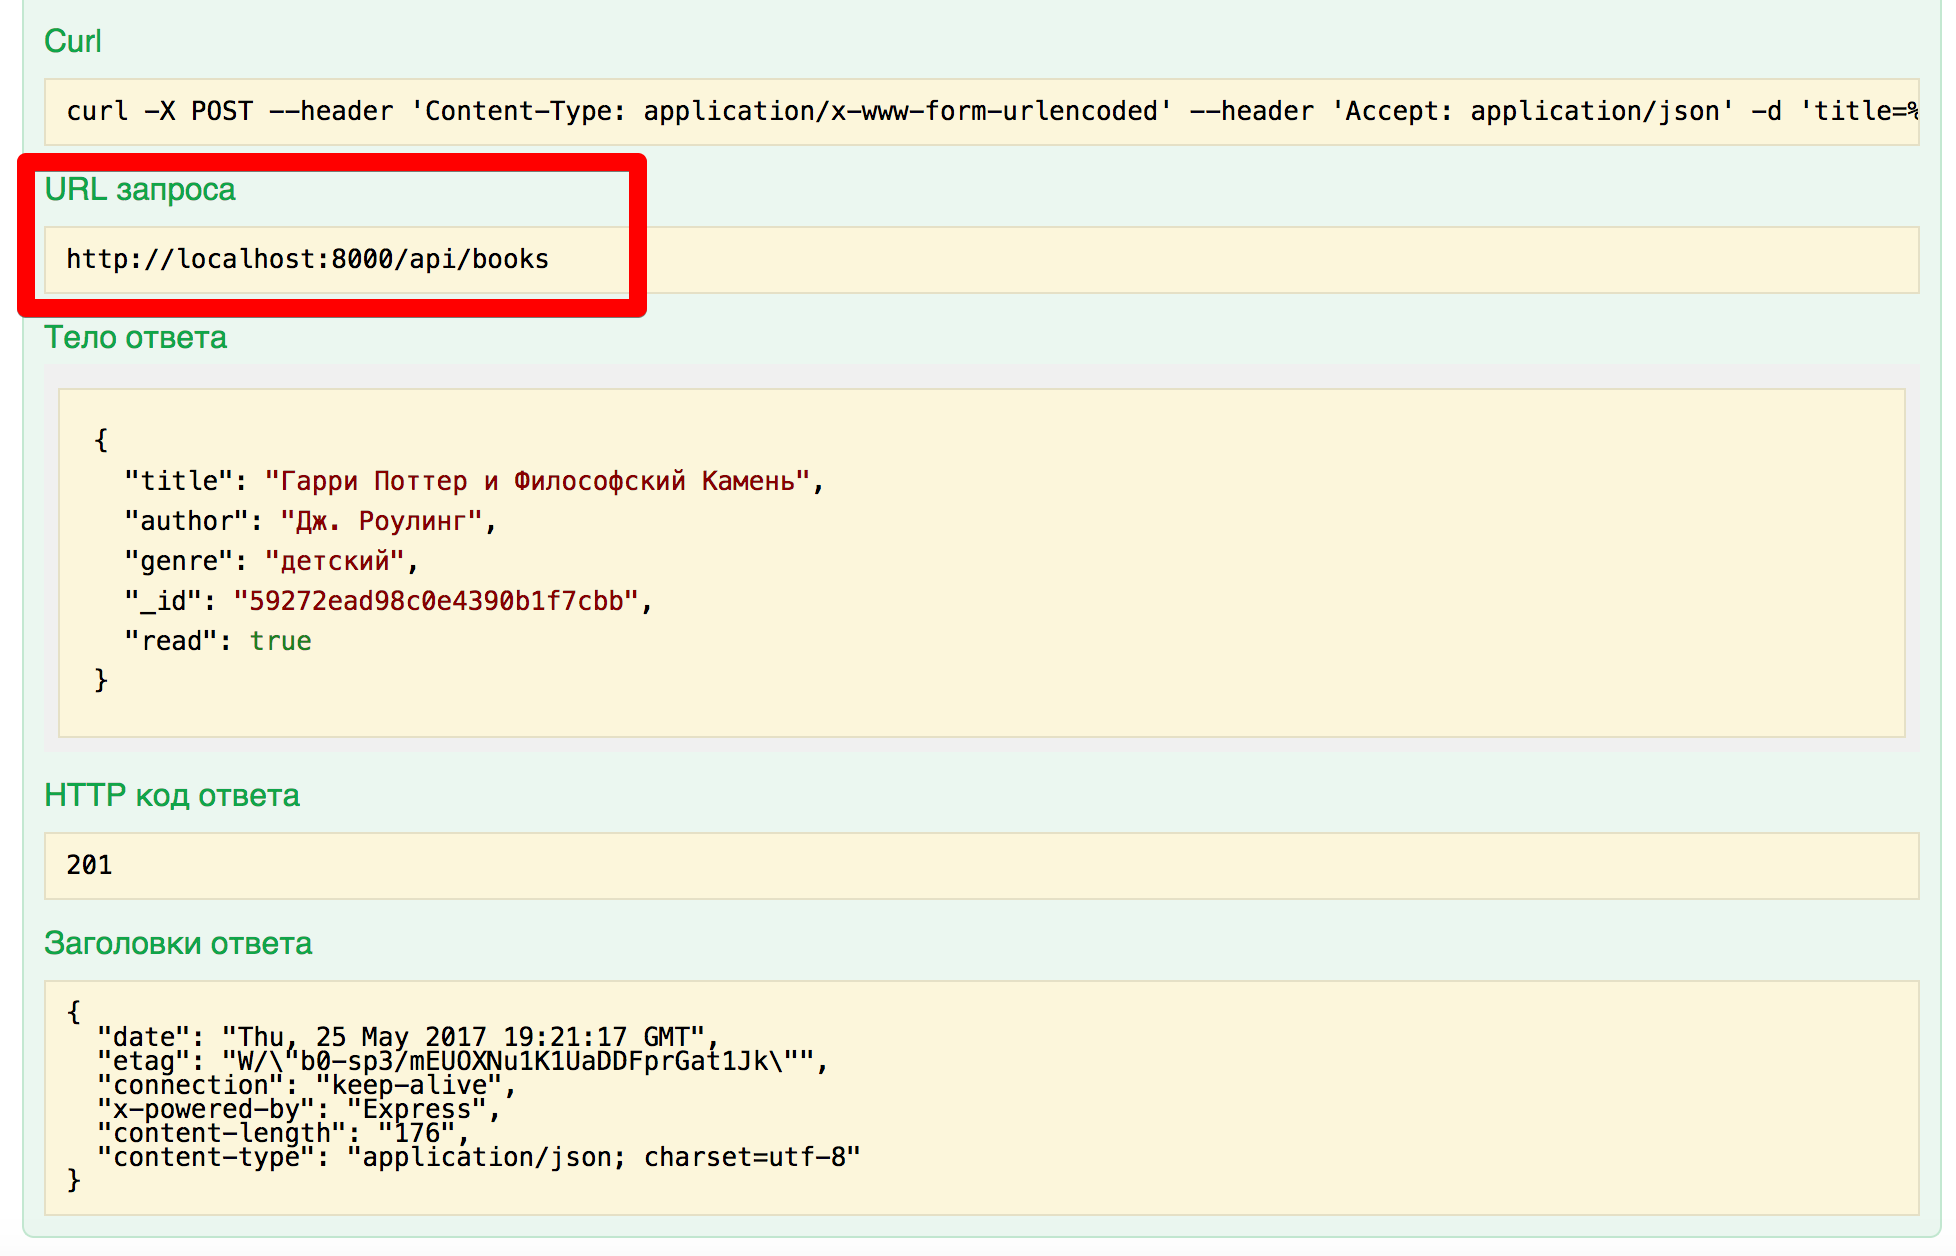 Curl
curl -X POST --header 'Content-Type: application/x-www-form-urlencoded' --header 'Accept: application/json' -d 'title=%
URL запроса
http://localhost:8000/api/books
Тело ответа
{
"title": "Гарри Поттер и Философский Камень",
"author": "Дж. Роулинг",
"genre": "детский",
"_id": "59272ead98c0e4390b1f7cbb",
"read": true
}
HTTP код ответа
201
Заголовки ответа
{
"date": "Thu, 25 May 2017 19:21:17 GMT",
"etag": "W/\"b0-sp3/mEUOXNu1K1UaDDFprGat1Jk\"",
"connection": "keep-alive",
"x-powered-by": "Express",
"content-length": "176",
"content-type": "application/json; charset=utf-8"
}